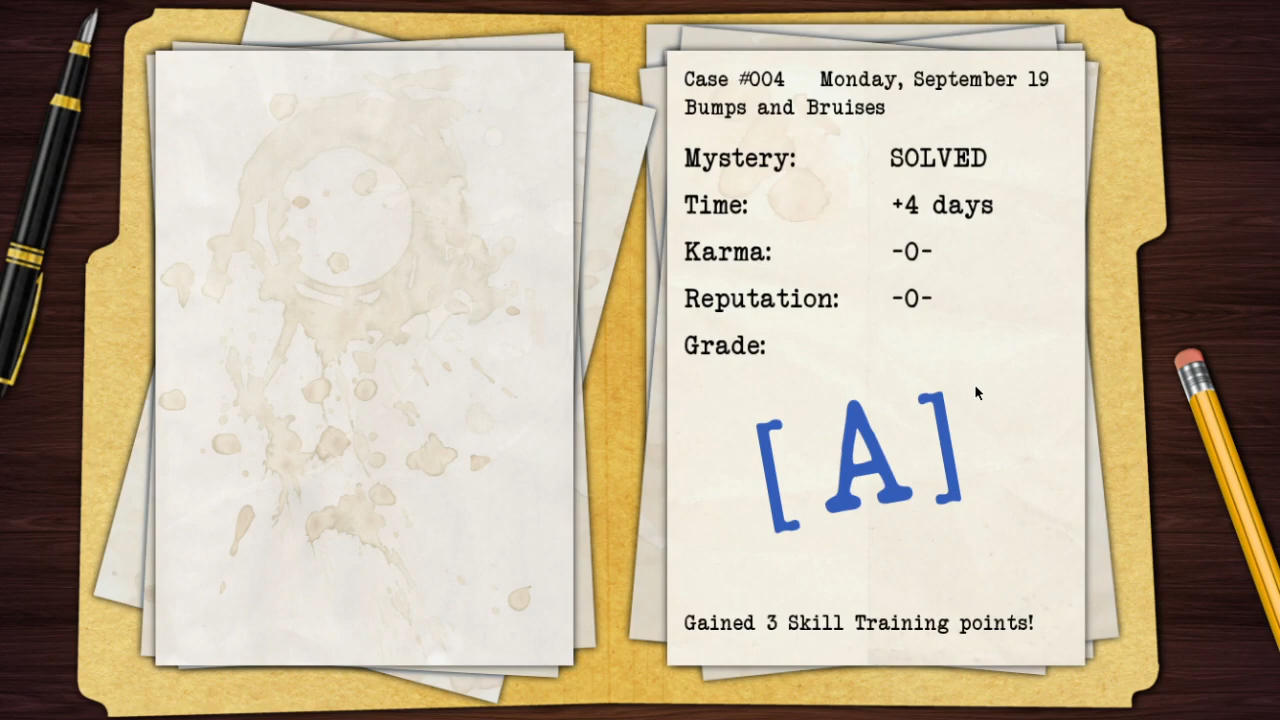 Case #004 Monday, September 19
Bumps and Bruises
Mystery: SOLVED
Time: +4 days
Karma: -0-
Reputation: -0-
Grade:
[A]
Gained 3 Skill Training points!